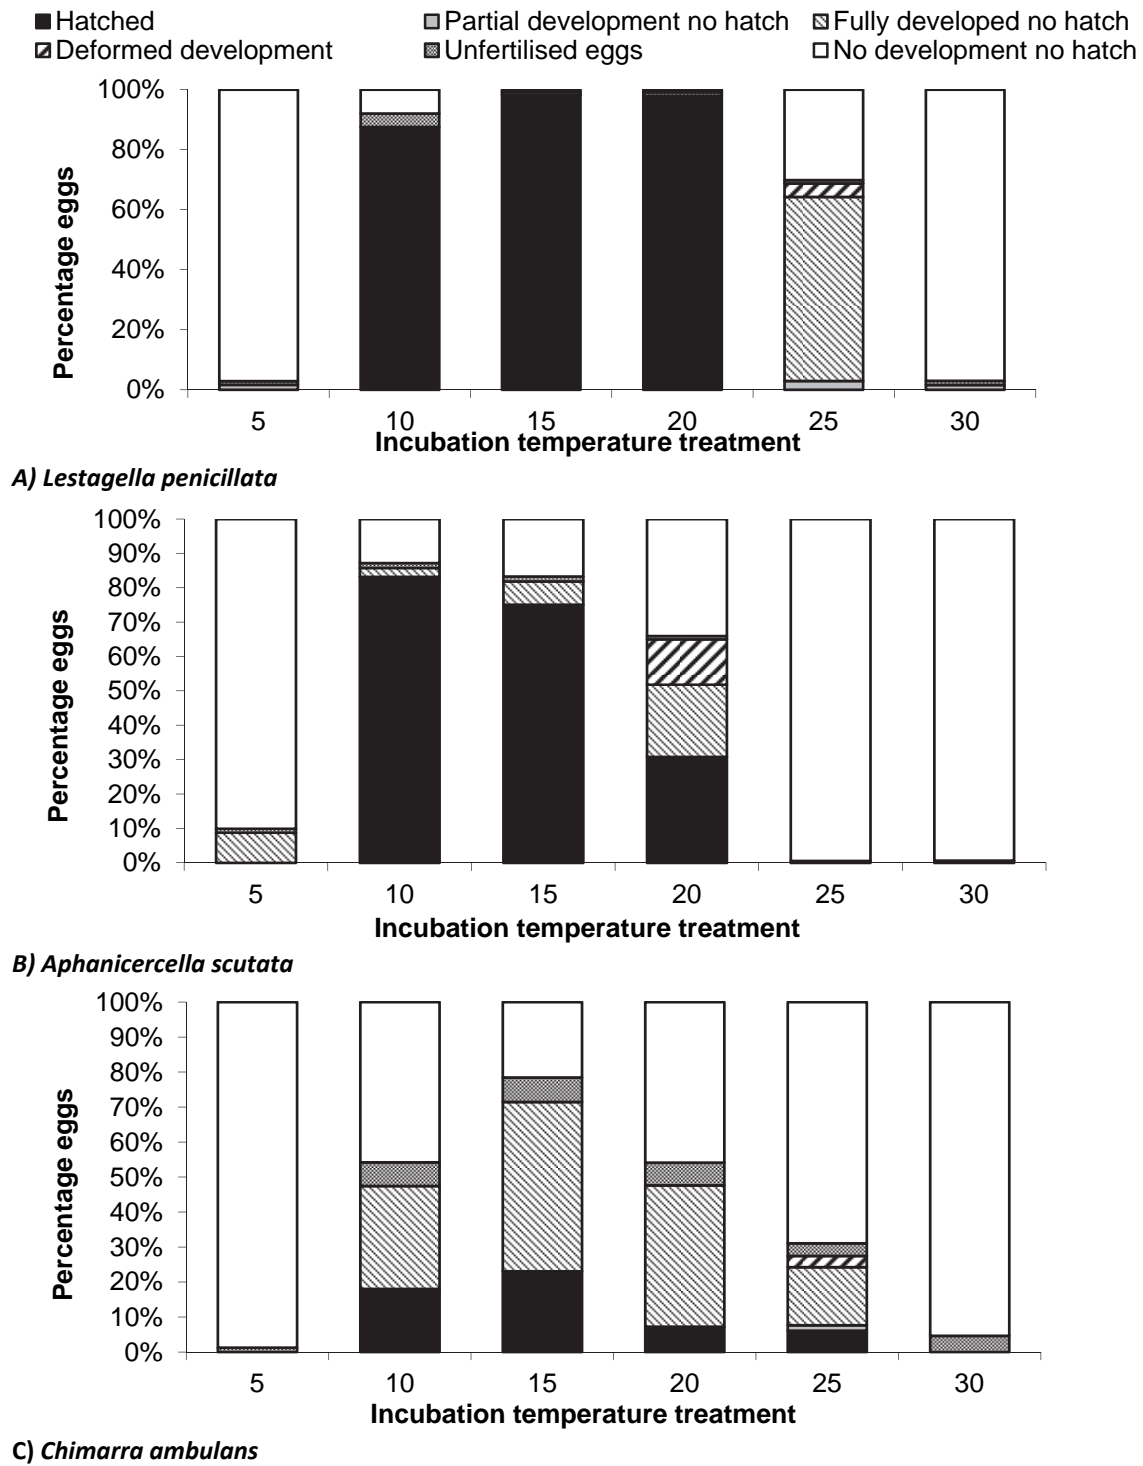 Hatched Partial development no hatch Fully developed no hatch
Deformed development Unfertilised eggs No development no hatch
100%
80%
60%
40%
20%
0%
Percentage eggs
5 10 15 20 25 30
Incubation temperature treatment
A) Lestagella penicillata
100%
90%
80%
70%
60%
50%
40%
30%
20%
10%
0%
Percentage eggs
5 10 15 20 25 30
Incubation temperature treatment
B) Aphanicercella scutata
100%
90%
80%
70%
60%
50%
40%
30%
20%
10%
0%
Percentage eggs
5 10 15 20 25 30
Incubation temperature treatment
C) Chimarra ambulans